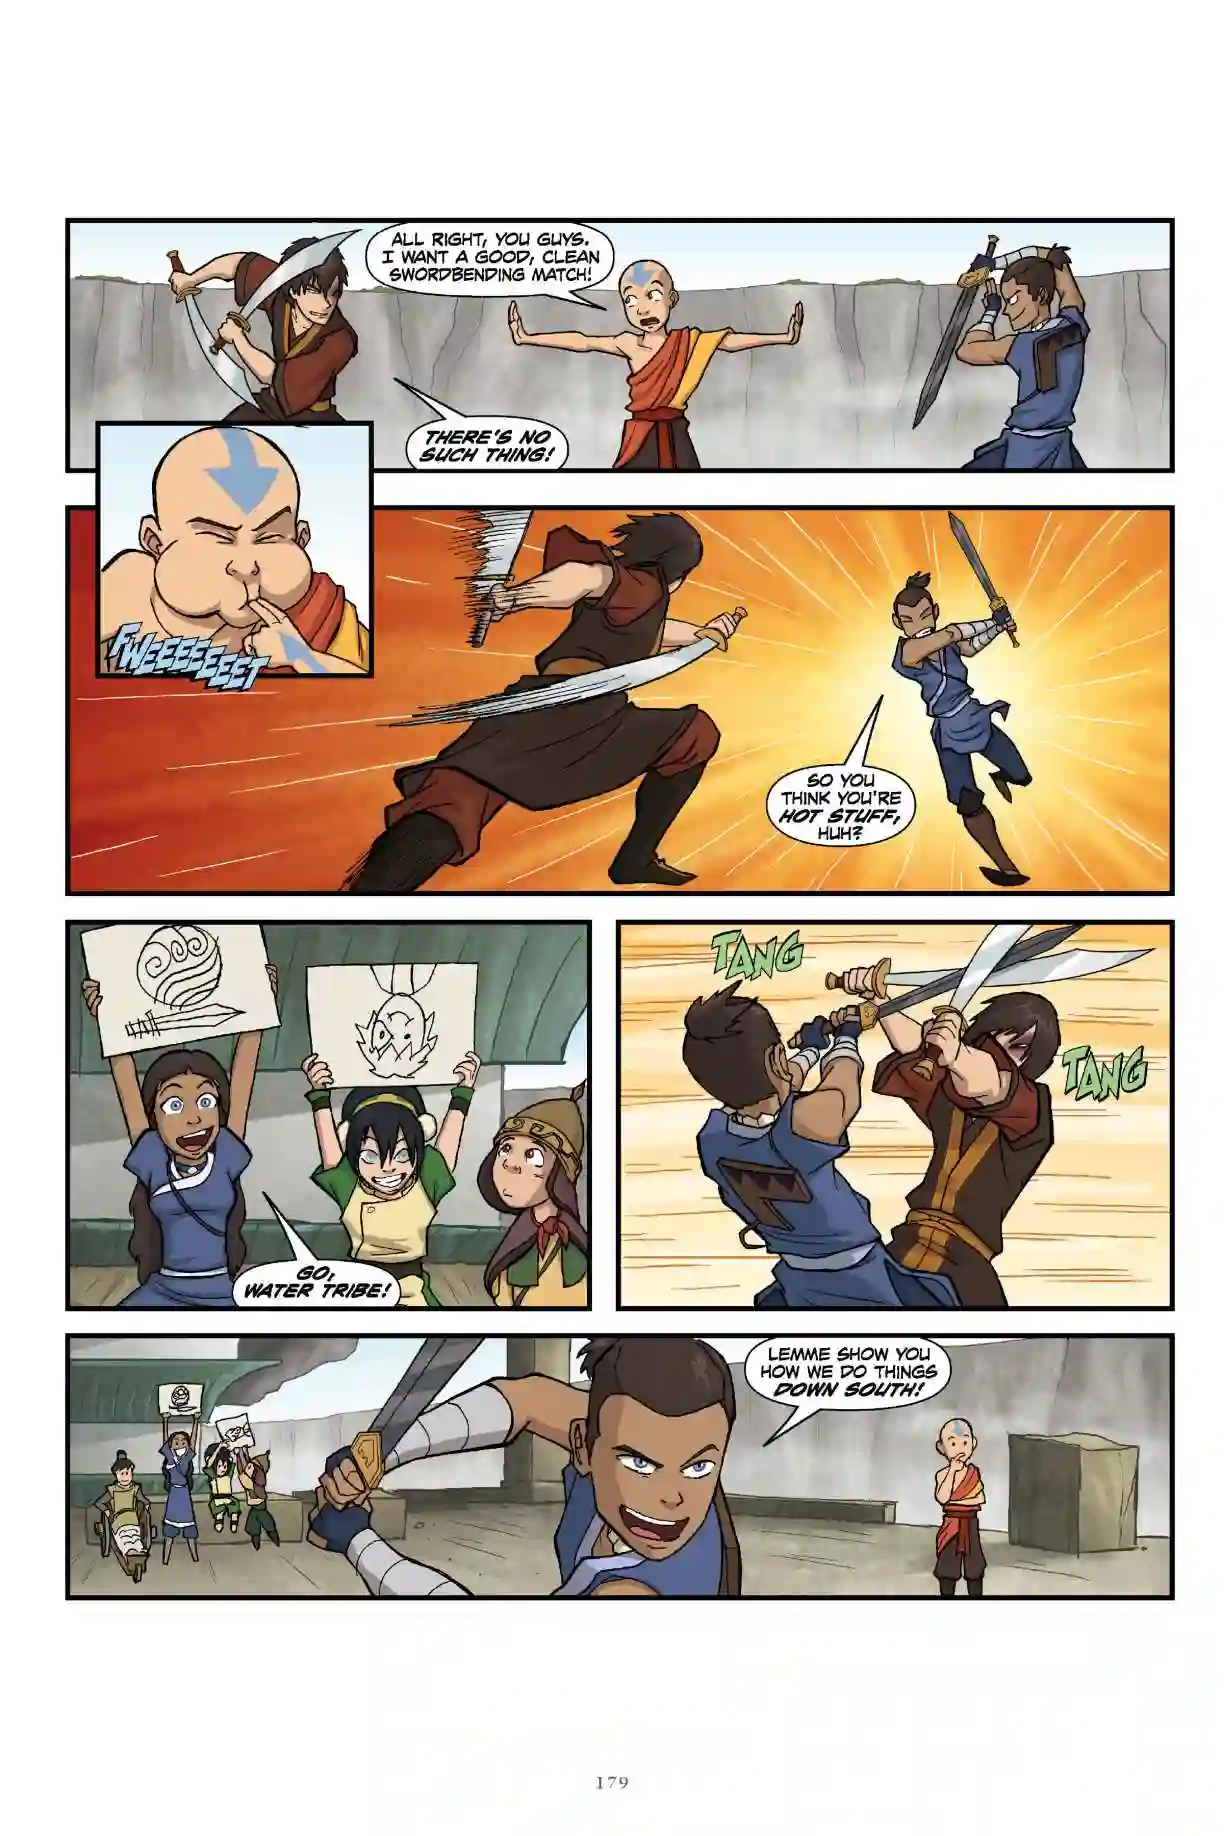 ALL RIGHT, YOU GUYS.
I WANT A GOOD, CLEAN
SWORDBENDING MATCH!
THERE'S NO
SUCH THING!
FWEEEEEEEET
SO YOU
THINK YOU'RE
HOT STUFF,
HUH?
GO,
WATER TRIBE!
TANG
TANG
LEMME SHOW YOU
HOW WE DO THINGS
DOWN SOUTH!
179